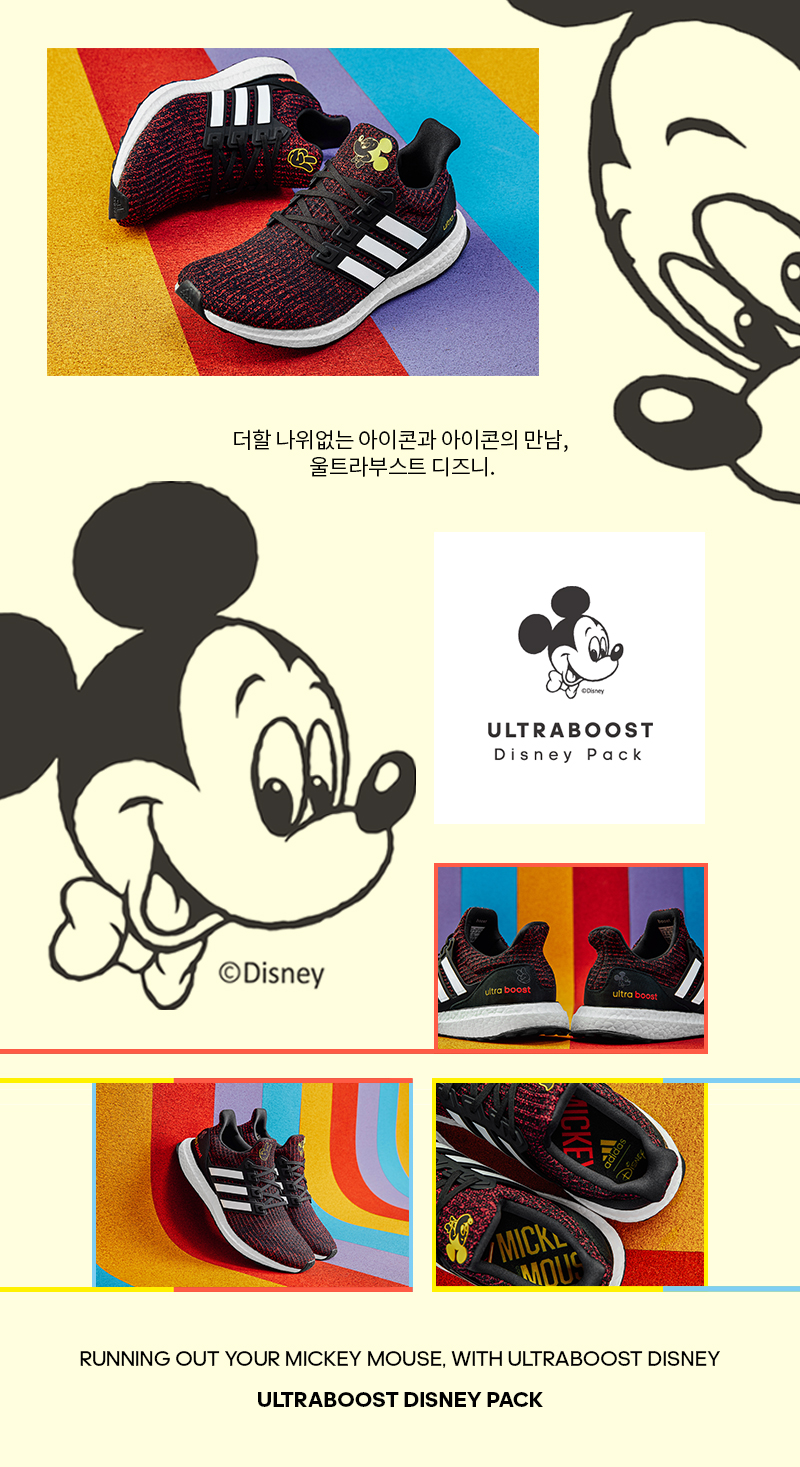 더할 나위없는 아이콘과 아이콘의 만남,
울트라부스트 디즈니.
©Disney
ULTRABOOST
Disney Pack
©Disney
ultra boost
ultra boost
MICKEY
adidas
Disney
MICKE
MOUS
RUNNING OUT YOUR MICKEY MOUSE, WITH ULTRABOOST DISNEY
ULTRABOOST DISNEY PACK